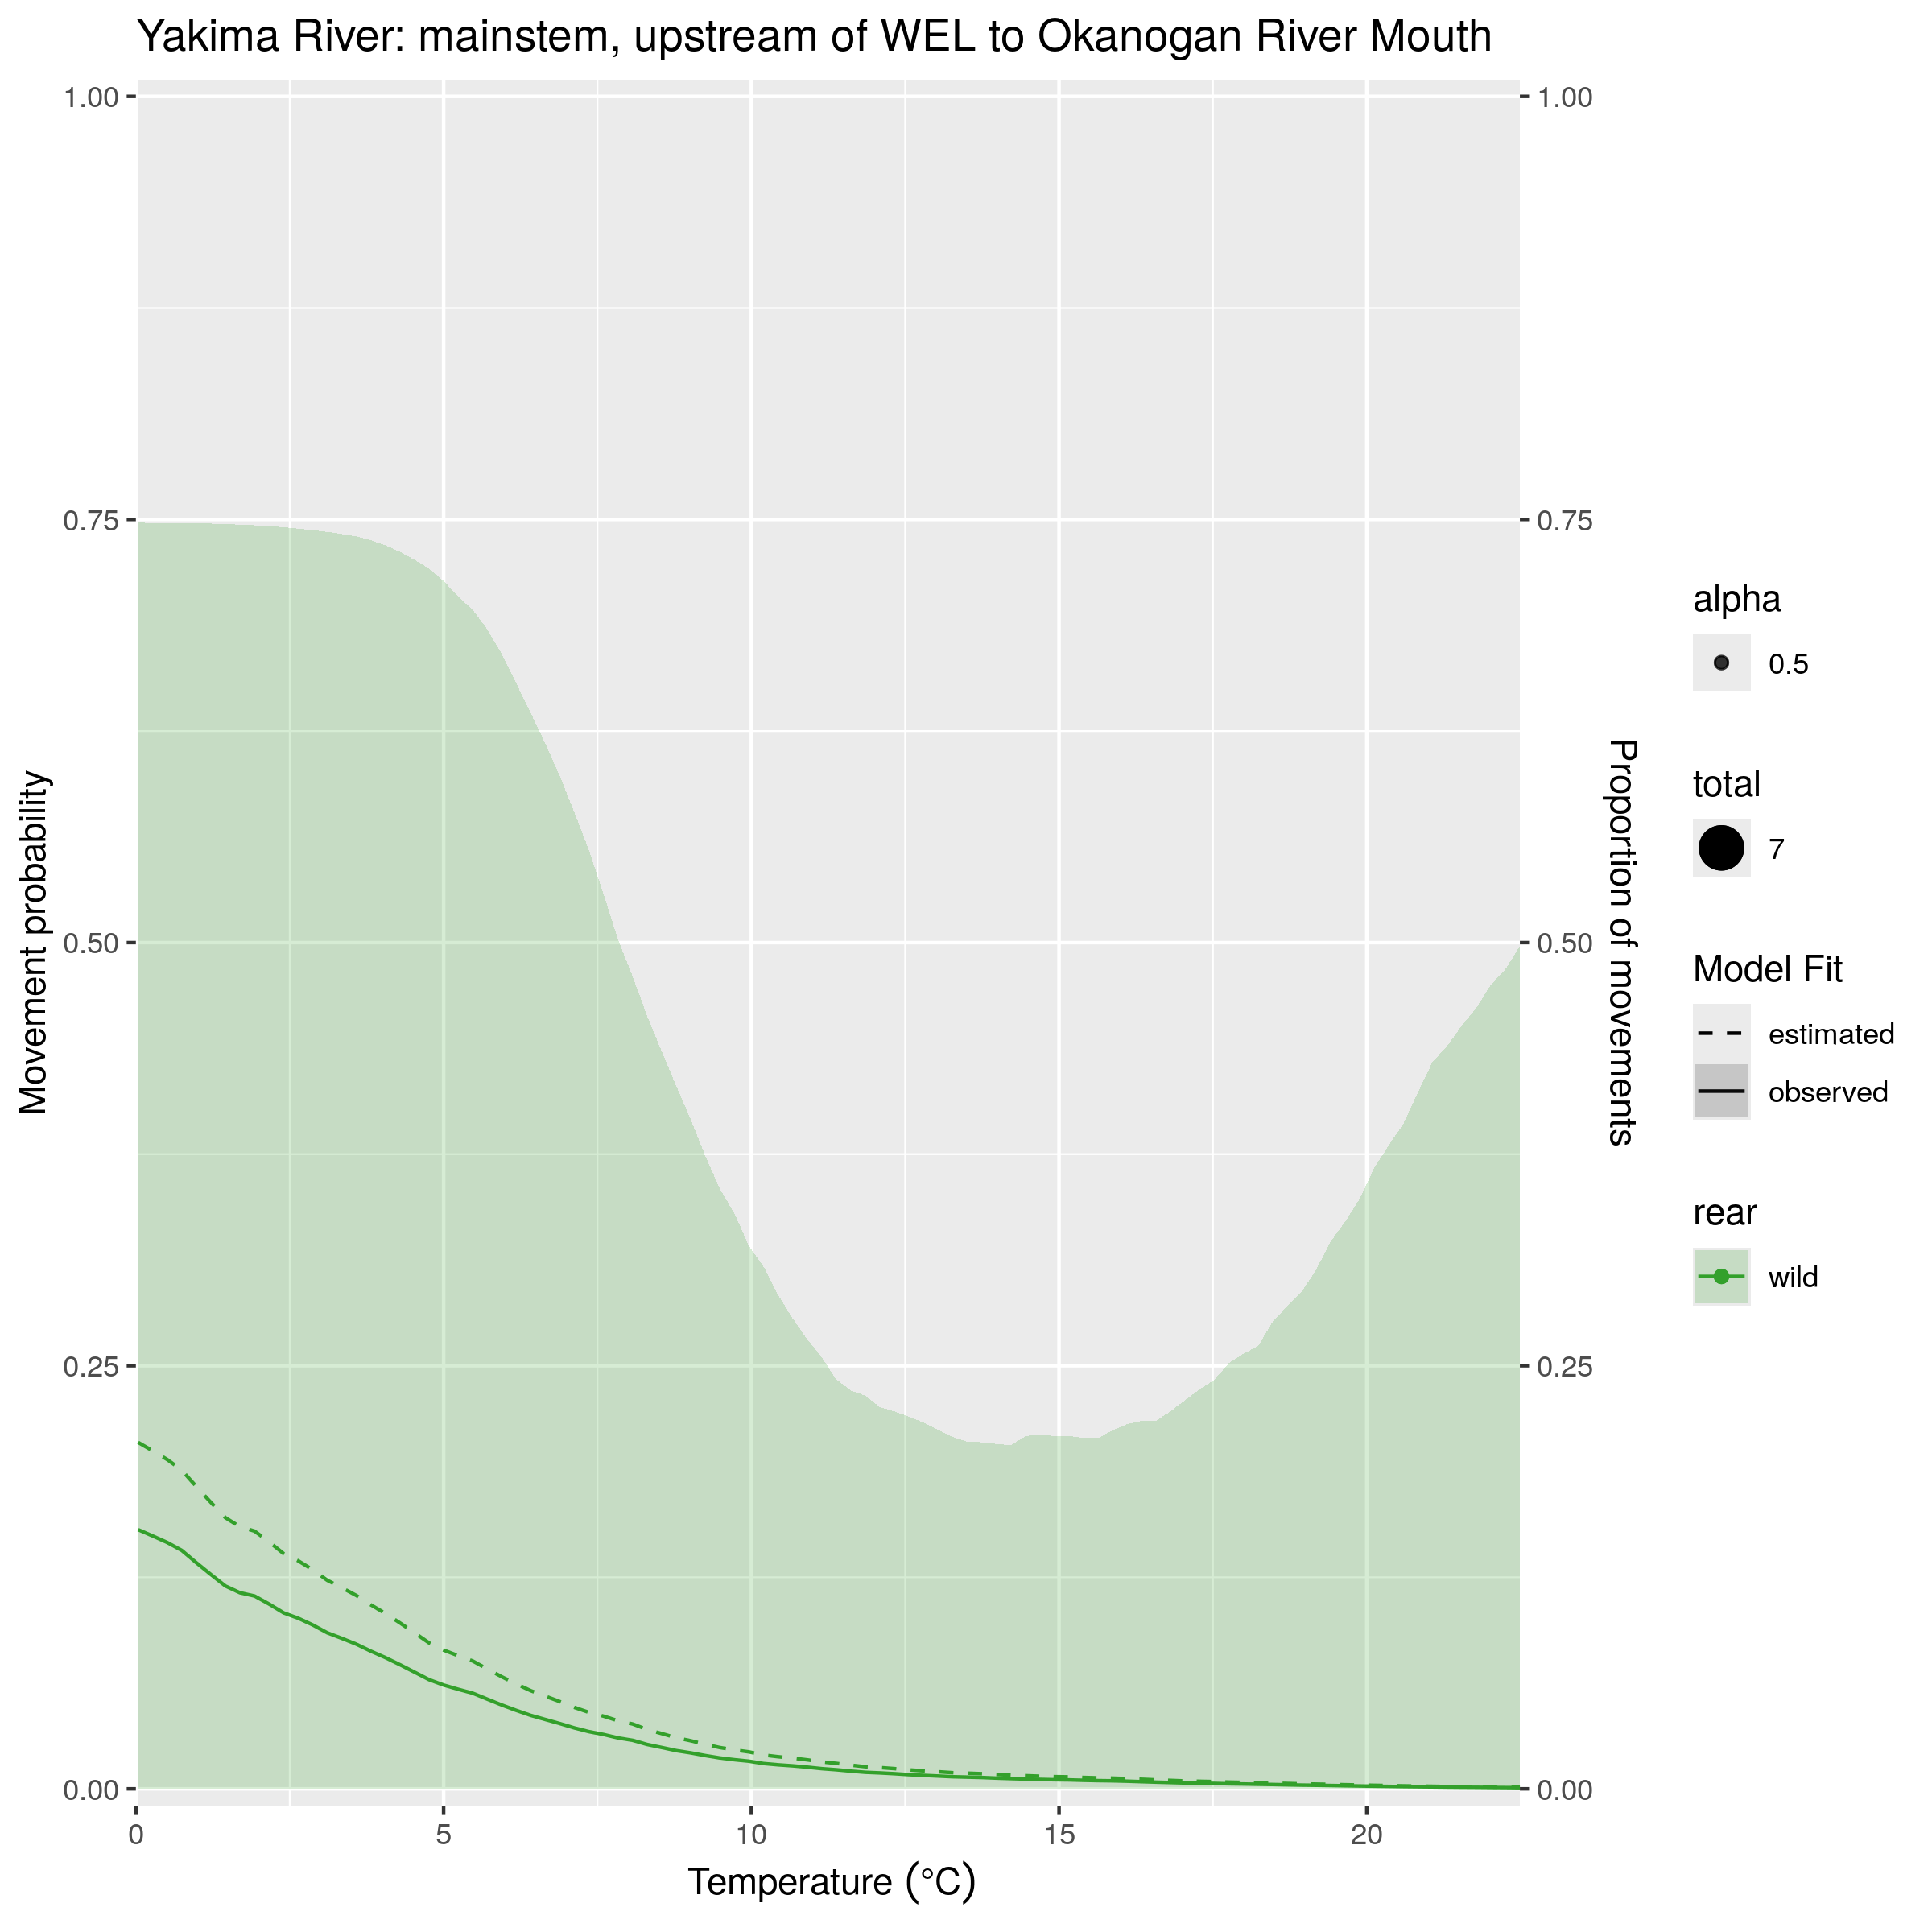 Yakima River: mainstem, upstream of WEL to Okanogan River Mouth
1.00
0.75
0.50
0.25
0.00
Movement probability
0
5
10
15
20
Temperature (°C)
1.00
0.75
0.50
0.25
0.00
Proportion of movements
alpha
0.5
total
7
Model Fit
estimated
observed
rear
wild